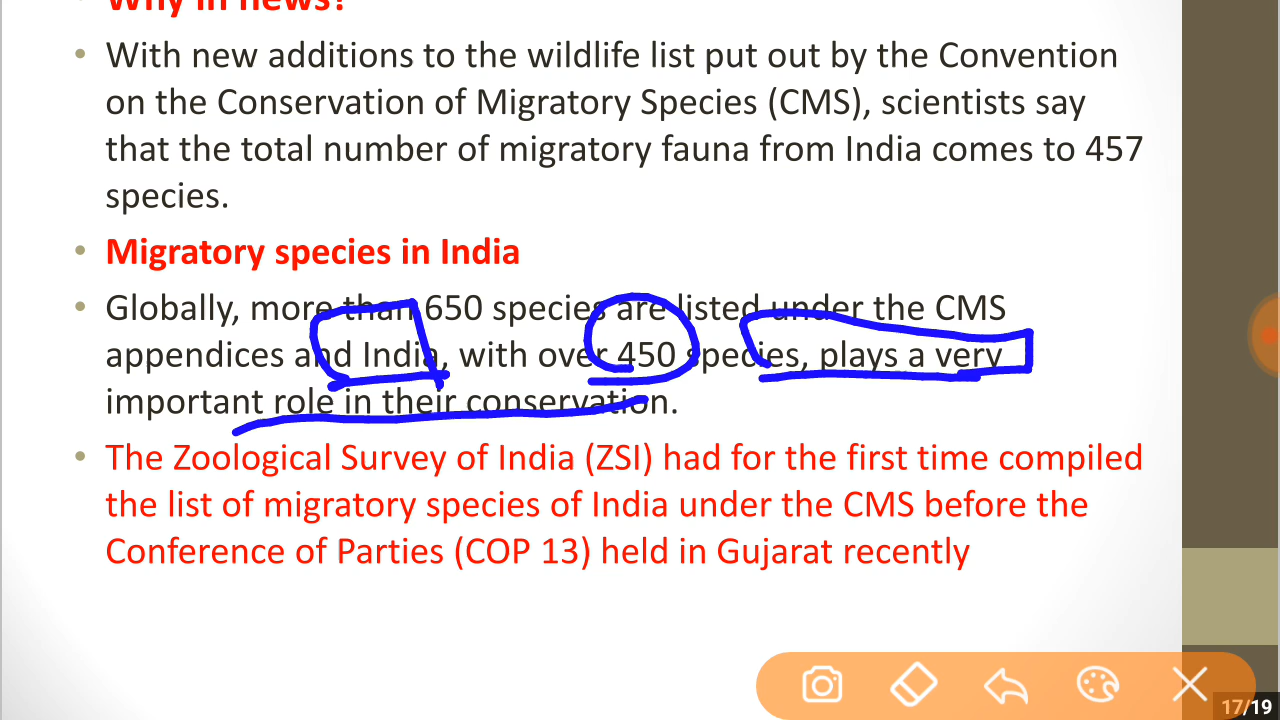 Why in news?
• With new additions to the wildlife list put out by the Convention
on the Conservation of Migratory Species (CMS), scientists say
that the total number of migratory fauna from India comes to 457
species.
• Migratory species in India
• Globally, more than 650 species are listed under the CMS
appendices and India, with over 450 species, plays a very
important role in their conservation.
• The Zoological Survey of India (ZSI) had for the first time compiled
the list of migratory species of India under the CMS before the
Conference of Parties (COP 13) held in Gujarat recently
17/19